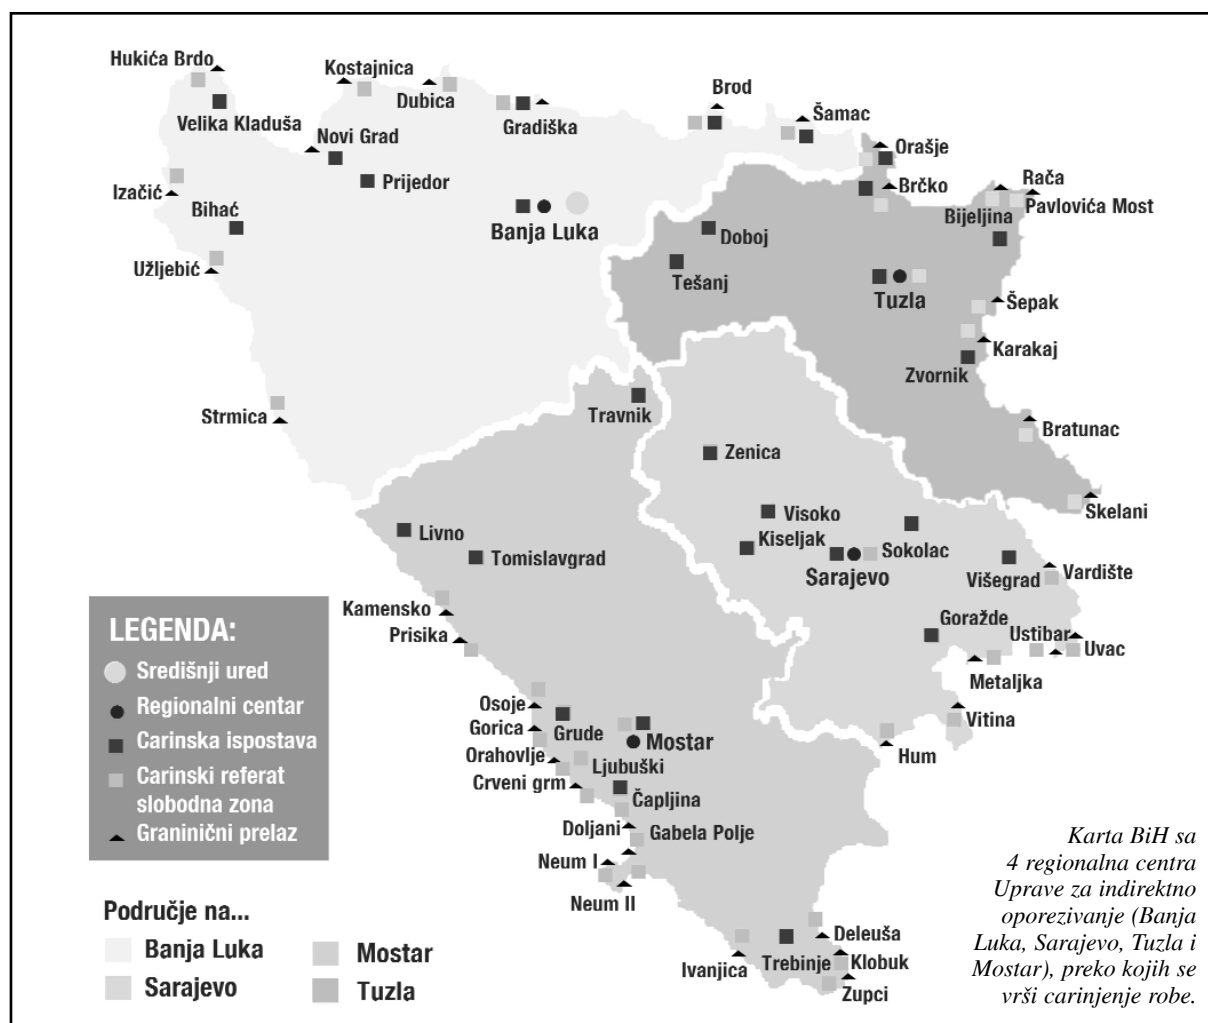 Hukića Brdo
Kostajnica
Dubica
Velika Kladuša
Gradiška
Brod
Šamac
Novi Grad
Orašje
Izačić
Prijedor
Brčko
Rača
Bihać
Bijeljina
Pavlovića Most
Banja Luka
Doboj
Užljebić
Tešanj
Tuzla
Šepak
Karakaj
Zvornik
Strmica
Travnik
Bratunac
Zenica
Skelani
Livno
Visoko
Tomislavgrad
Kiseljak
Sokolac
Sarajevo
Višegrad
Vardište
Kamensko
Prisika
Goražde
Ustibar
Uvac
Metaljka
Osoje
Gorica
Grude
Mostar
Vitina
Orahovlje
Ljubuški
Hum
Crveni grm
Čapljina
Doljani
Gabela Polje
Neum I
Neum II
Deleuša
Ivanjica
Trebinje
Klobuk
Zupci
LEGENDA:
Središnji ured
Regionalni centar
Carinska ispostava
Carinski referat
slobodna zona
Graninični prelaz
Područje na...
Banja Luka
Sarajevo
Mostar
Tuzla
Karta BiH sa
4 regionalna centra
Uprave za indirektno
oporezivanje (Banja
Luka, Sarajevo, Tuzla i
Mostar), preko kojih se
vrši carinjenje robe.